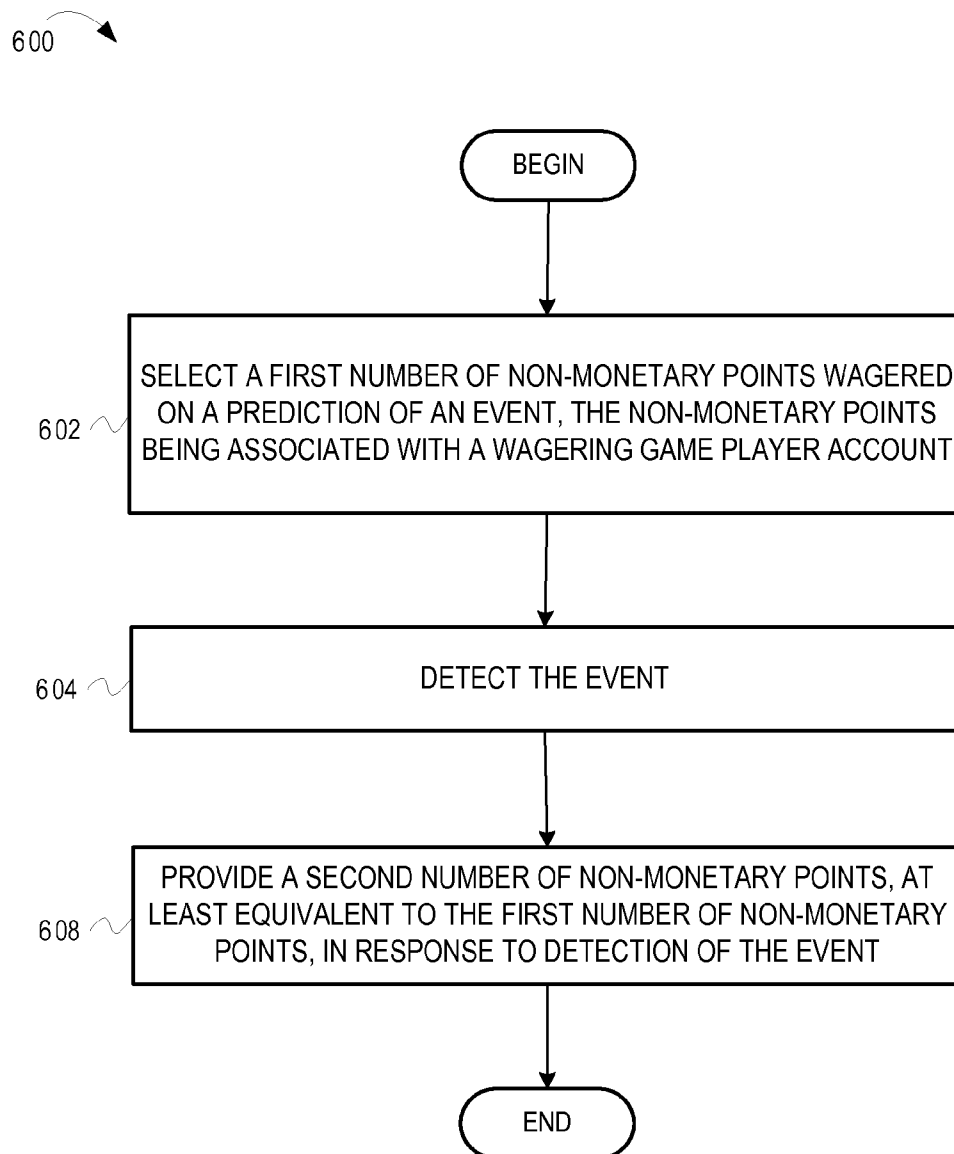 600
BEGIN
SELECT A FIRST NUMBER OF NON-MONETARY POINTS WAGERED
ON A PREDICTION OF AN EVENT, THE NON-MONETARY POINTS
BEING ASSOCIATED WITH A WAGERING GAME PLAYER ACCOUNT
602
DETECT THE EVENT
604
PROVIDE A SECOND NUMBER OF NON-MONETARY POINTS, AT
LEAST EQUIVALENT TO THE FIRST NUMBER OF NON-MONETARY
POINTS, IN RESPONSE TO DETECTION OF THE EVENT
608
END